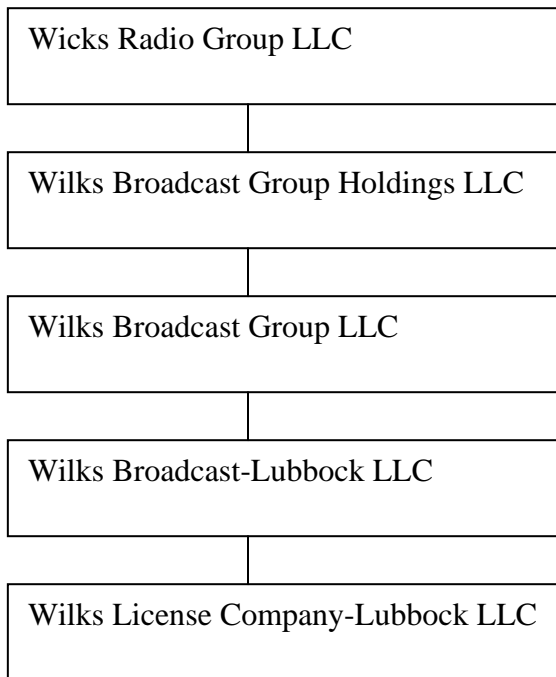 Wicks Radio Group LLC
Wilks Broadcast Group Holdings LLC
Wilks Broadcast Group LLC
Wilks Broadcast-Lubbock LLC
Wilks License Company-Lubbock LLC